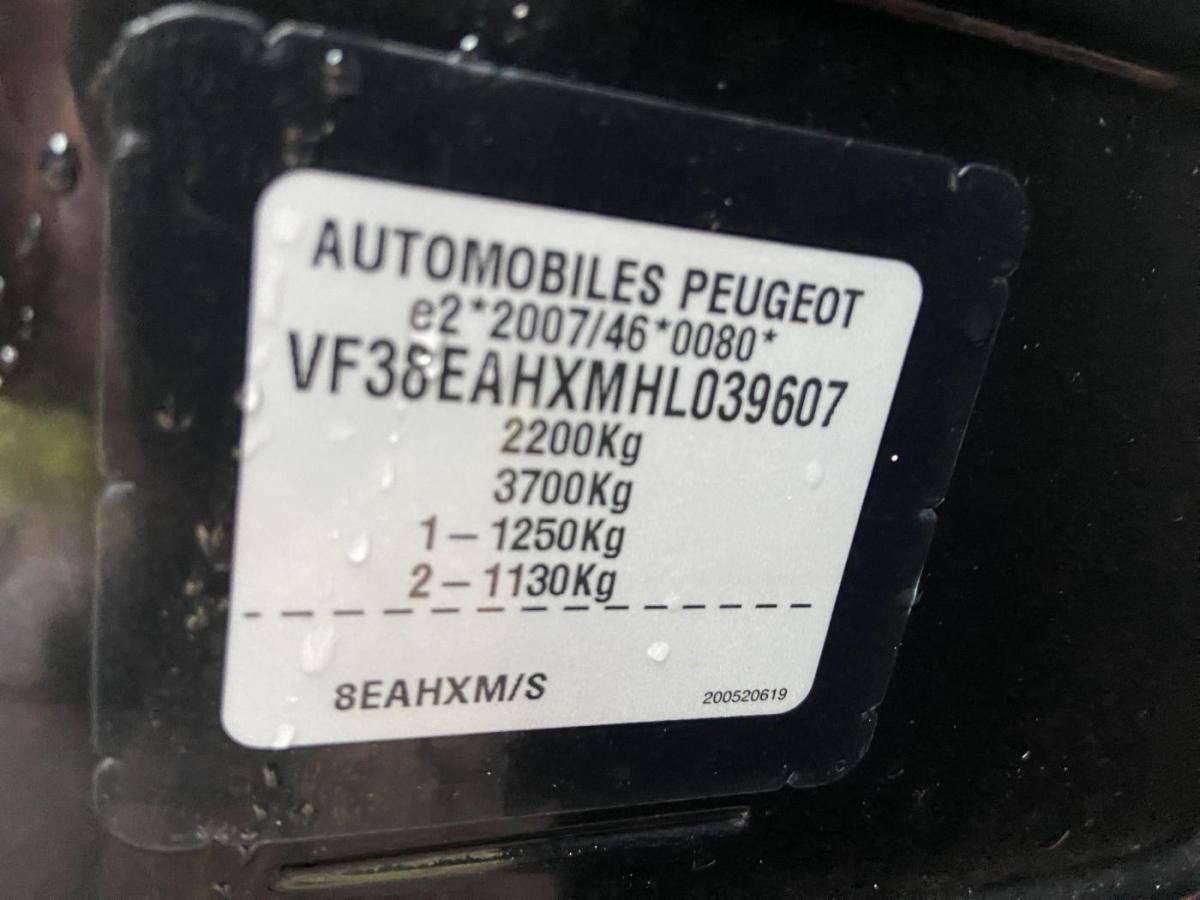 AUTOMOBILES PEUGEOT
e2*2007/46*0080*
VF38EAHXMHL039607
2200Kg
3700Kg
1-1250Kg
2-1130Kg
8EAHXM/S
200520619